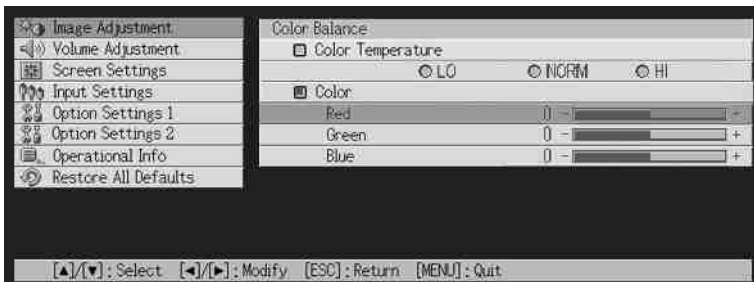 Image Adjustment
Volume Adjustment
Screen Settings
Input Settings
Option Settings 1
Option Settings 2
Operational Info
Restore All Defaults
Color Balance
Color Temperature
LO NORM HI
Color
Red 0 - +
Green 0 - +
Blue 0 - +
[▲]/[▼]:Select [◄]/[►]:Modify [ESC]:Return [MENU]:Quit